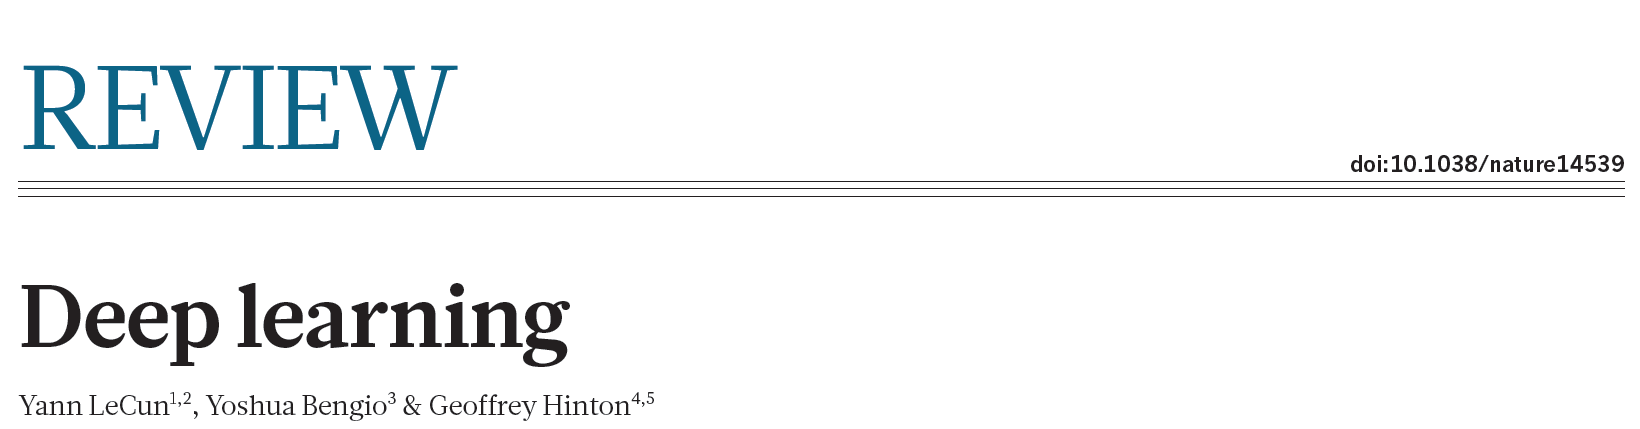 REVIEW
doi:10.1038/nature14539
Deep learning
Yann LeCun1,2, Yoshua Bengio3 & Geoffrey Hinton4,5